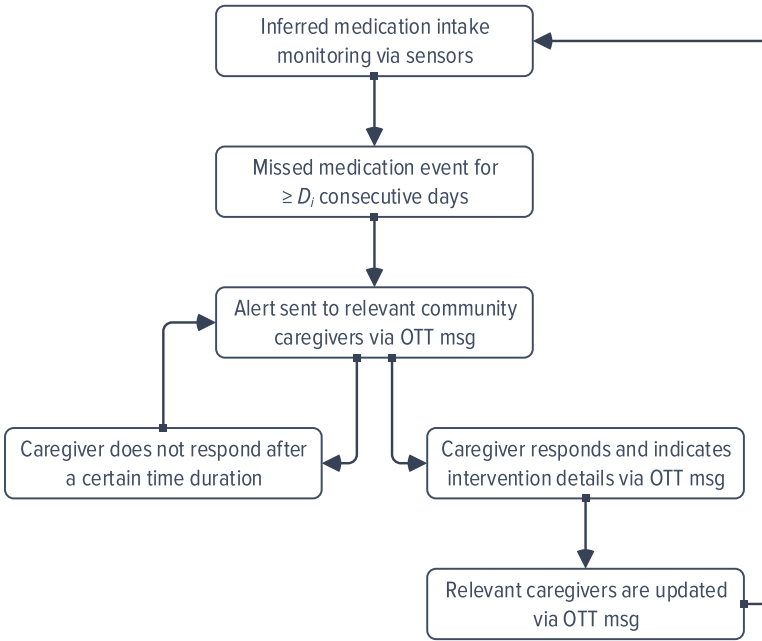 Inferred medication intake
monitoring via sensors
Missed medication event for
≥ Dᵢ consecutive days
Alert sent to relevant community
caregivers via OTT msg
Caregiver does not respond after
a certain time duration
Caregiver responds and indicates
intervention details via OTT msg
Relevant caregivers are updated
via OTT msg